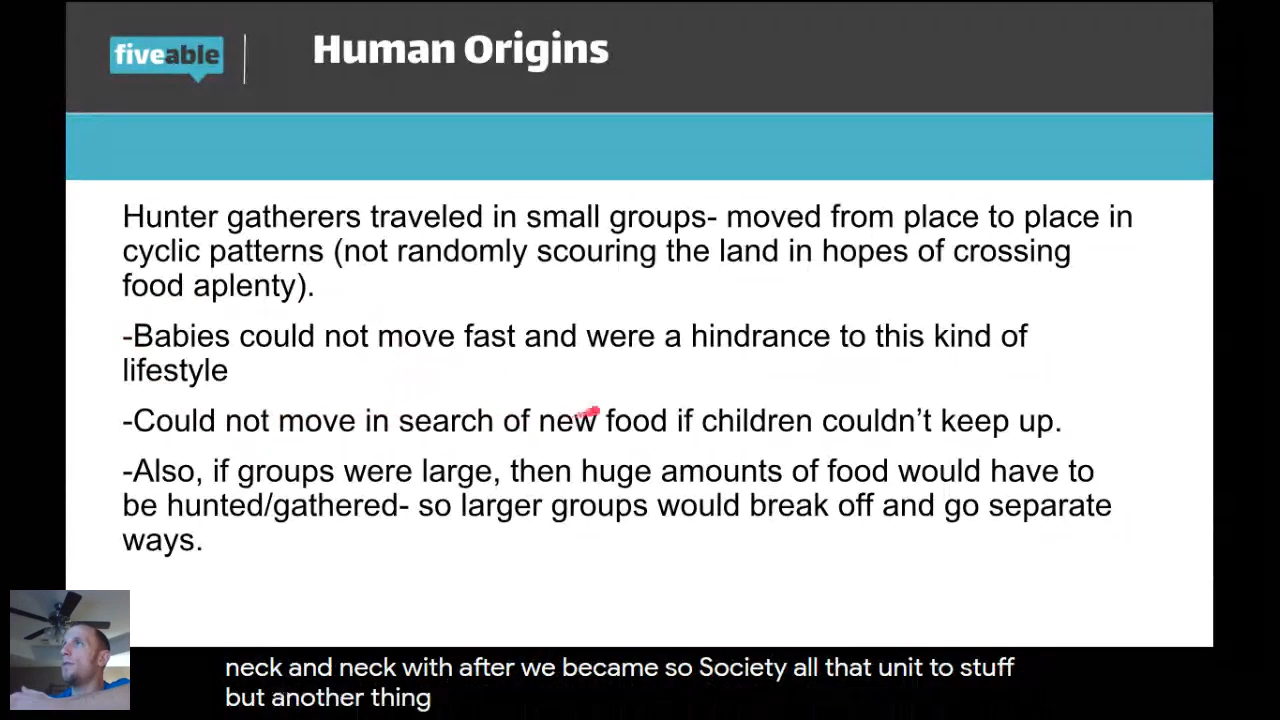 fiveable
Human Origins
Hunter gatherers traveled in small groups- moved from place to place in
cyclic patterns (not randomly scouring the land in hopes of crossing
food aplenty).
-Babies could not move fast and were a hindrance to this kind of
lifestyle
-Could not move in search of new food if children couldn’t keep up.
-Also, if groups were large, then huge amounts of food would have to
be hunted/gathered- so larger groups would break off and go separate
ways.
neck and neck with after we became so Society all that unit to stuff
but another thing